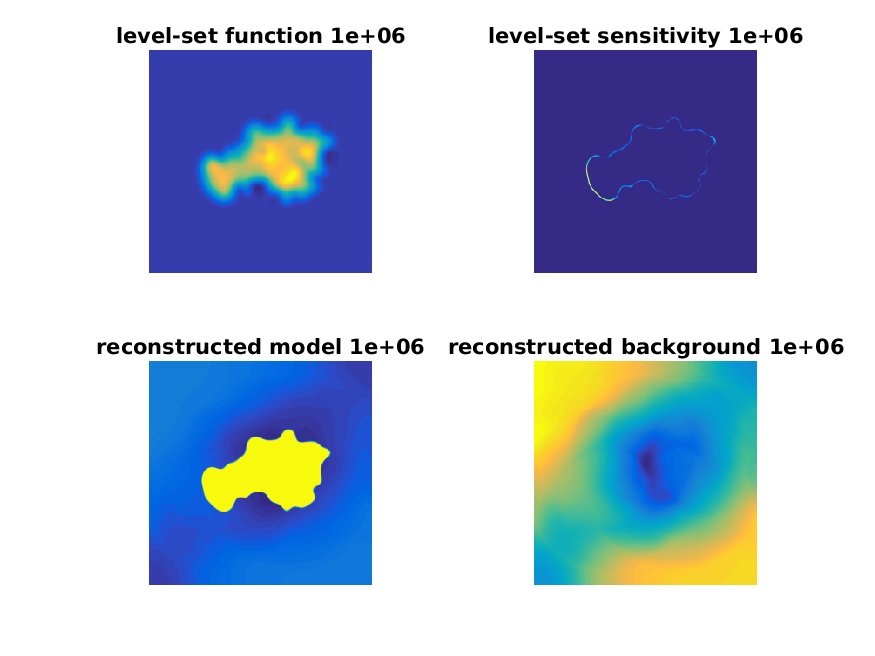 level-set function 1e+06
level-set sensitivity 1e+06
reconstructed model 1e+06
reconstructed background 1e+06